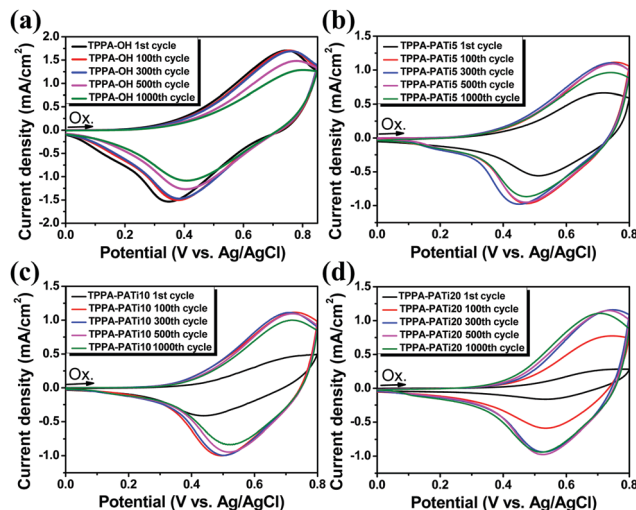 (a)
TPPA-OH 1st cycle
TPPA-OH 100th cycle
TPPA-OH 300th cycle
TPPA-OH 500th cycle
TPPA-OH 1000th cycle
Ox.
Current density (mA/cm²)
2.0
1.5
1.0
0.5
0.0
-0.5
-1.0
-1.5
-2.0
-2.5
0.0 0.2 0.4 0.6 0.8
Potential (V vs. Ag/AgCl)
(b)
TPPA-PATi5 1st cycle
TPPA-PATi5 100th cycle
TPPA-PATi5 300th cycle
TPPA-PATi5 500th cycle
TPPA-PATi5 1000th cycle
Ox.
Current density (mA/cm²)
1.5
1.0
0.5
0.0
-0.5
-1.0
0.0 0.2 0.4 0.6 0.8
Potential (V vs. Ag/AgCl)
(c)
TPPA-PATi10 1st cycle
TPPA-PATi10 100th cycle
TPPA-PATi10 300th cycle
TPPA-PATi10 500th cycle
TPPA-PATi10 1000th cycle
Ox.
Current density (mA/cm²)
1.5
1.0
0.5
0.0
-0.5
-1.0
0.0 0.2 0.4 0.6 0.8
Potential (V vs. Ag/AgCl)
(d)
TPPA-PATi20 1st cycle
TPPA-PATi20 100th cycle
TPPA-PATi20 300th cycle
TPPA-PATi20 500th cycle
TPPA-PATi20 1000th cycle
Ox.
Current density (mA/cm²)
2.0
1.5
1.0
0.5
0.0
-0.5
-1.0
-1.5
0.0 0.2 0.4 0.6 0.8
Potential (V vs. Ag/AgCl)